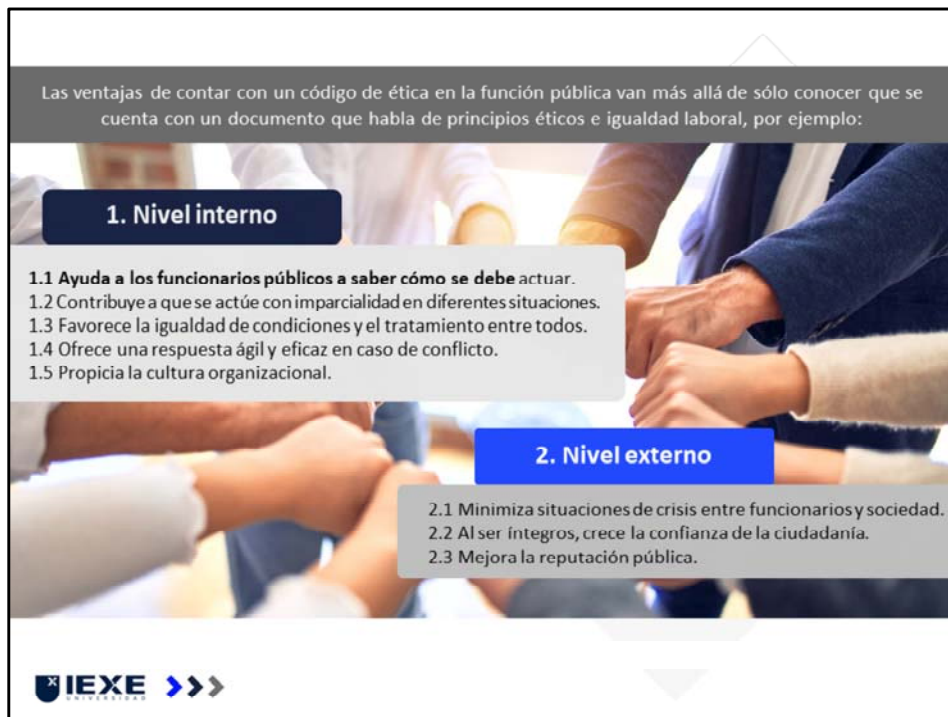 Las ventajas de contar con un código de ética en la función pública van más allá de sólo conocer que se
cuenta con un documento que habla de principios éticos e igualdad laboral, por ejemplo:
1. Nivel interno
1.1 Ayuda a los funcionarios públicos a saber cómo se debe actuar.
1.2 Contribuye a que se actúe con imparcialidad en diferentes situaciones.
1.3 Favorece la igualdad de condiciones y el tratamiento entre todos.
1.4 Ofrece una respuesta ágil y eficaz en caso de conflicto.
1.5 Propicia la cultura organizacional.
2. Nivel externo
2.1 Minimiza situaciones de crisis entre funcionarios y sociedad.
2.2 Al ser íntegros, crece la confianza de la ciudadanía.
2.3 Mejora la reputación pública.
IEXE
UNIVERSIDAD